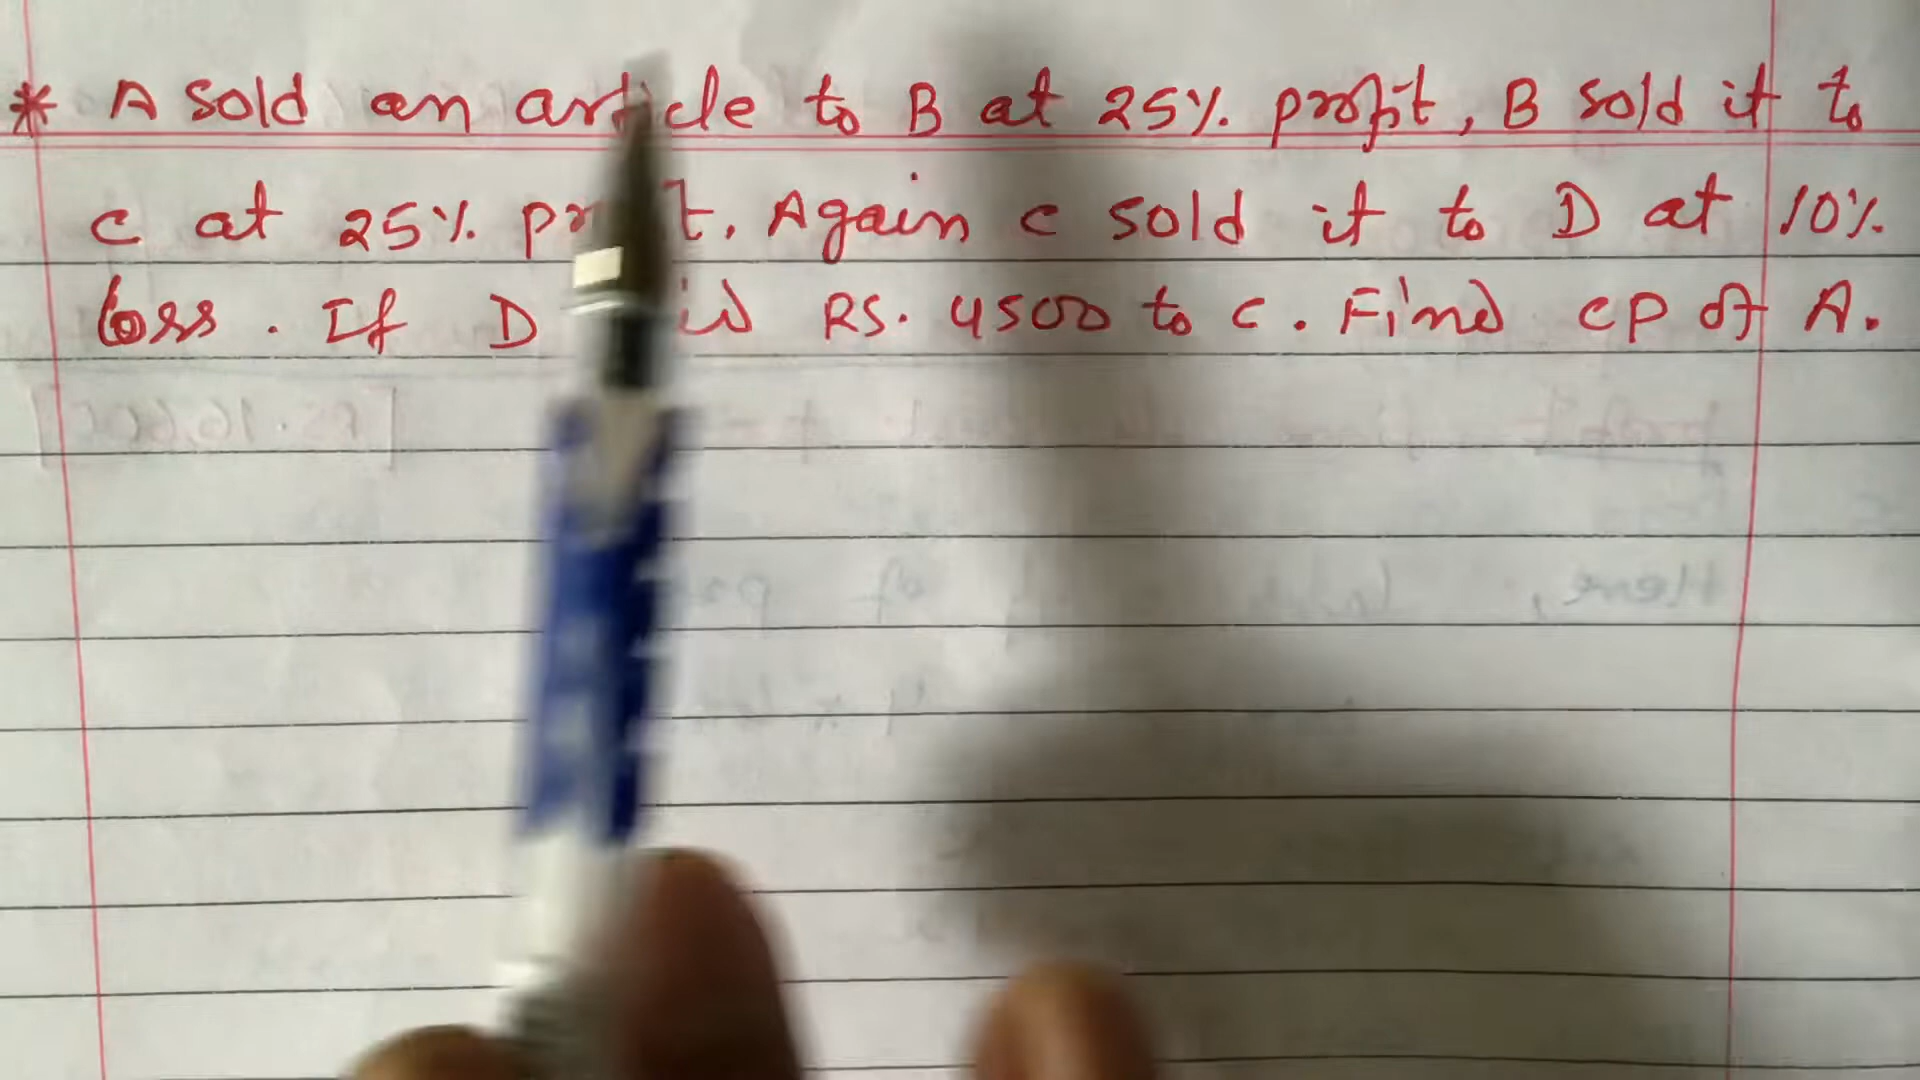 * A sold an article to B at 25% profit, B sold it to
C at 25% profit. Again C sold it to D at 10%
loss. If D paid RS. 4500 to C. Find CP of A.